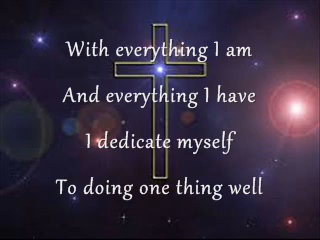 With everything I am
And everything I have
I dedicate myself
To doing one thing well